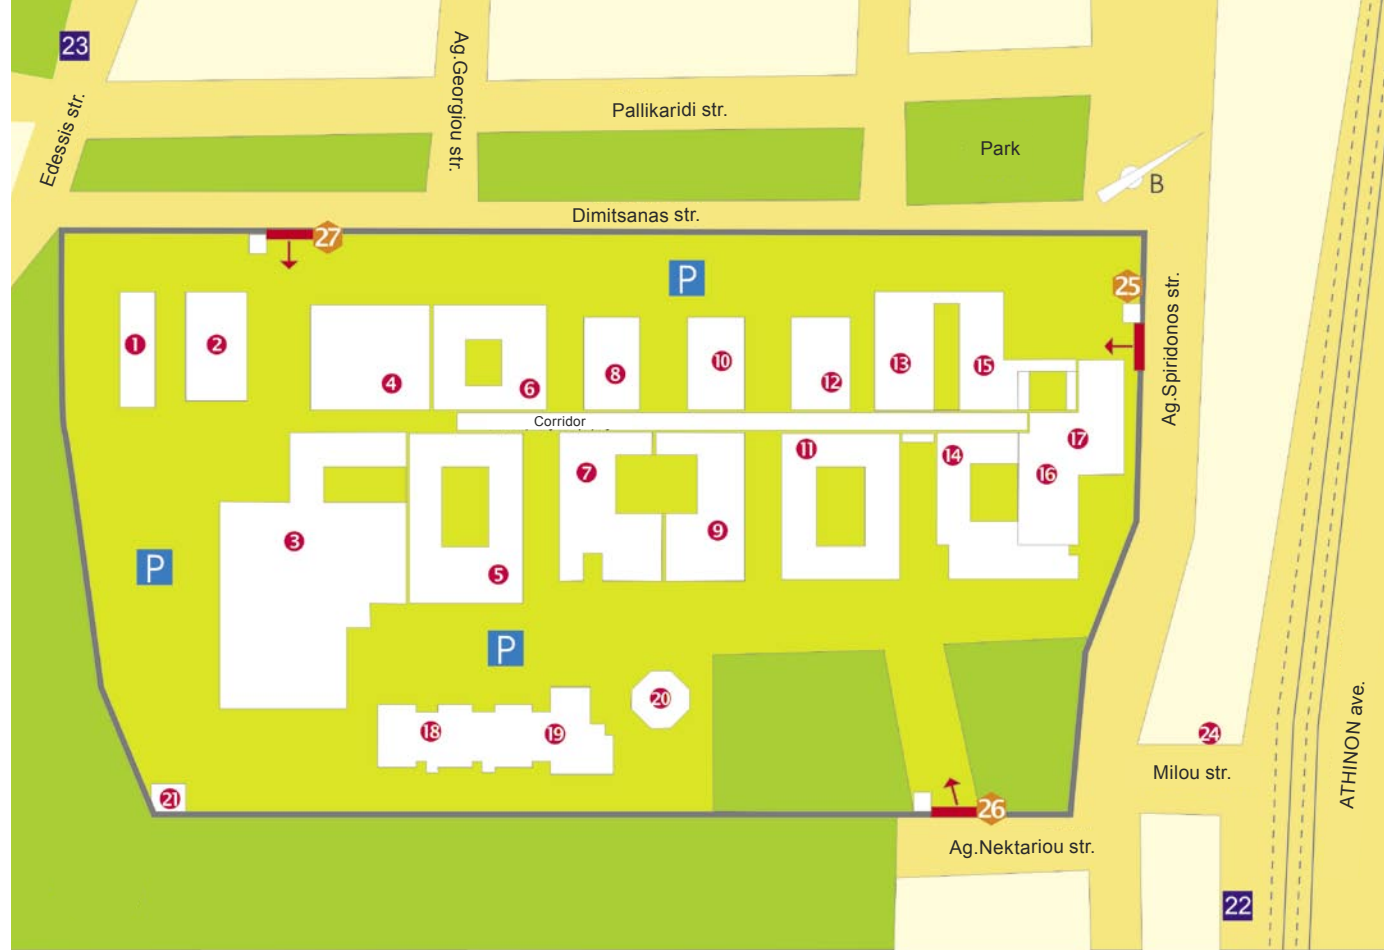 23
Ag.Georgiou str.
Edessis str.
Pallikaridi str.
Park
B
Dimitsanas str.
27
P
25
Ag.Spiridonos str.
1
2
4
6
8
10
12
13
15
Corridor
17
3
5
7
9
11
14
16
P
P
20
18
19
21
24
Milou str.
ATHINON ave.
26
Ag.Nektariou str.
22